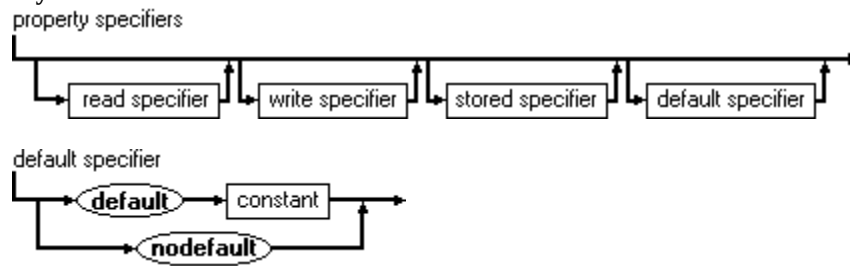 property specifiers
read specifier write specifier stored specifier default specifier
default specifier
default constant
nodefault